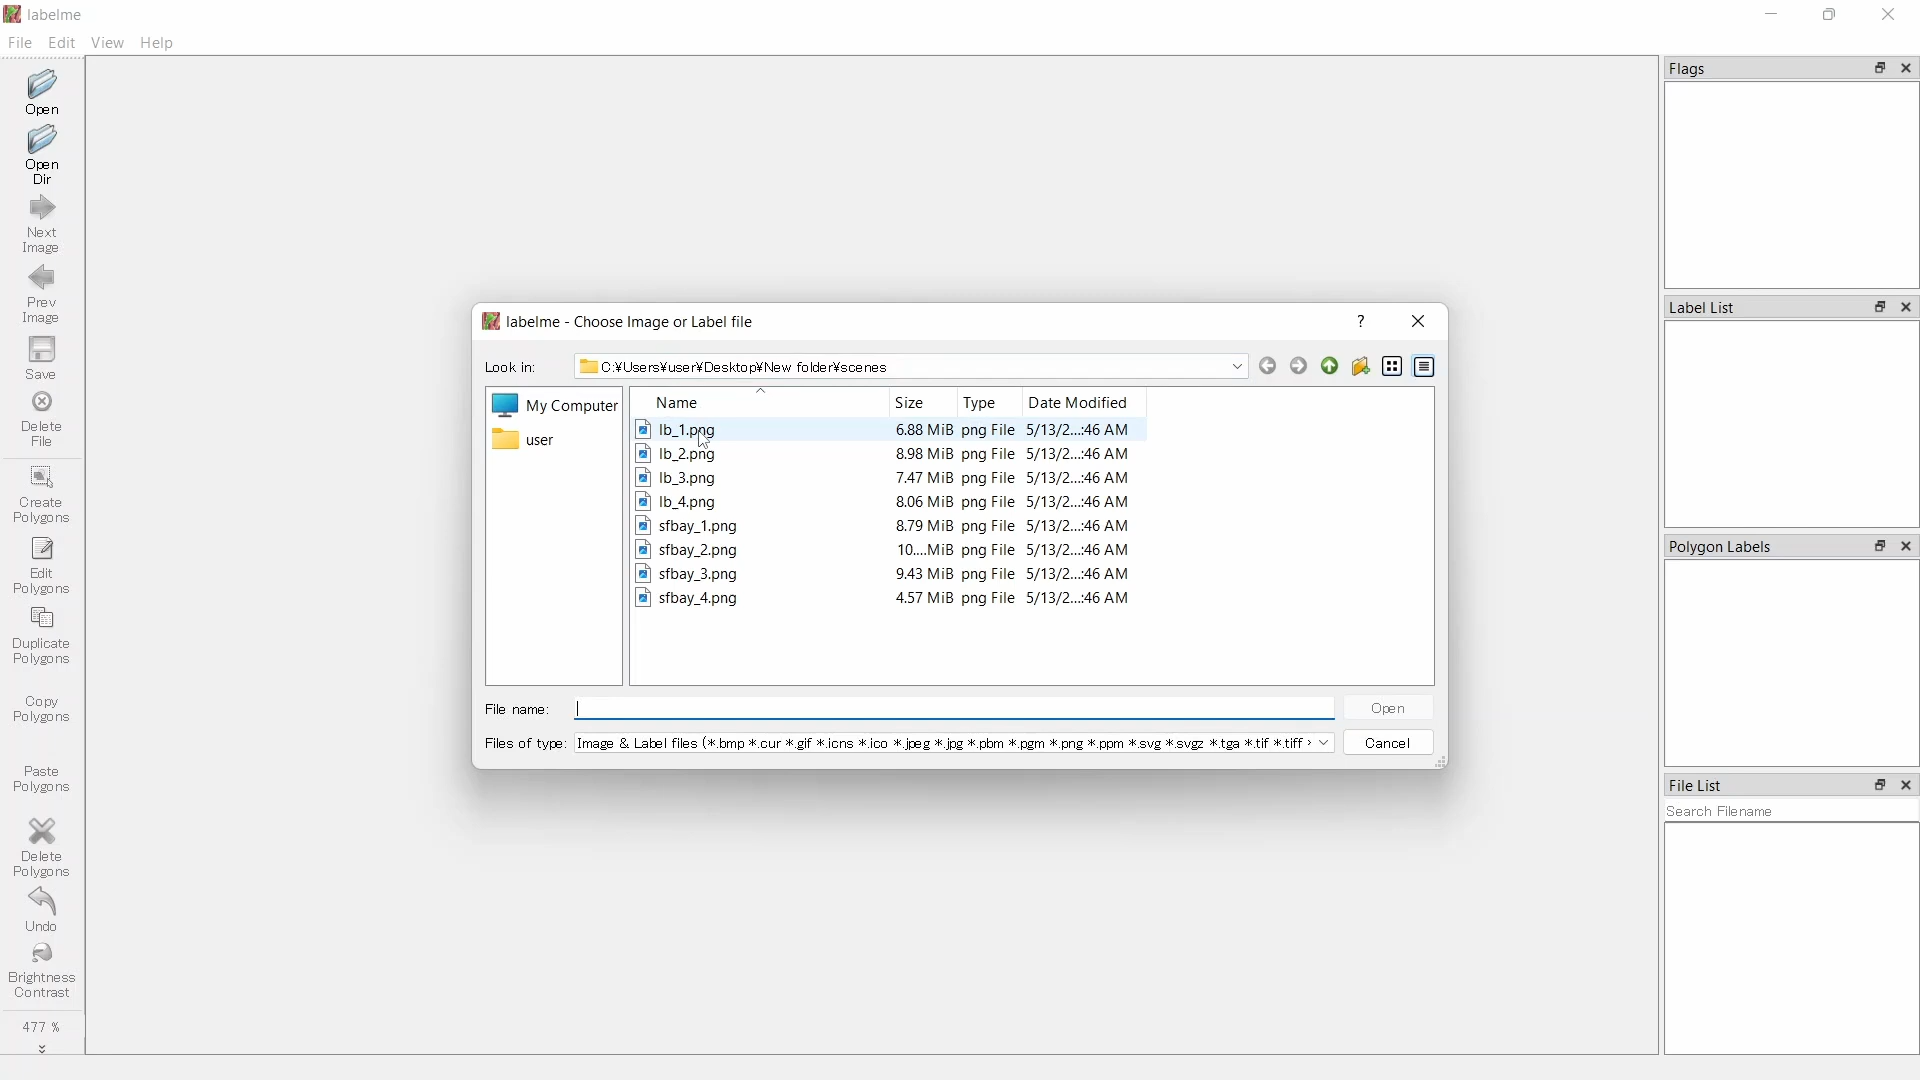 labelme
File Edit View Help
Open
Open
Dir
Next
Image
Prev
Image
Save
Delete
File
Create
Polygons
Edit
Polygons
Duplicate
Polygons
Copy
Polygons
Paste
Polygons
Delete
Polygons
Undo
Brightness
Contrast
477 %
labelme - Choose Image or Label file
Look in: C:¥Users¥user¥Desktop¥New folder¥scenes
My Computer
user
Name Size Type Date Modified
lb_1.png 6.88 MiB png File 5/13/2...:46 AM
lb_2.png 8.98 MiB png File 5/13/2...:46 AM
lb_3.png 7.47 MiB png File 5/13/2...:46 AM
lb_4.png 8.06 MiB png File 5/13/2...:46 AM
sfbay_1.png 8.79 MiB png File 5/13/2...:46 AM
sfbay_2.png 10....MiB png File 5/13/2...:46 AM
sfbay_3.png 9.43 MiB png File 5/13/2...:46 AM
sfbay_4.png 4.57 MiB png File 5/13/2...:46 AM
File name: Open
Files of type: Image & Label files (*.bmp *.cur *.gif *.icns *.ico *.jpeg *.jpg *.pbm *.pgm *.png *.ppm *.svg *.svgz *.tga *.tif *.tiff Cancel
Flags
Label List
Polygon Labels
File List
Search Filename